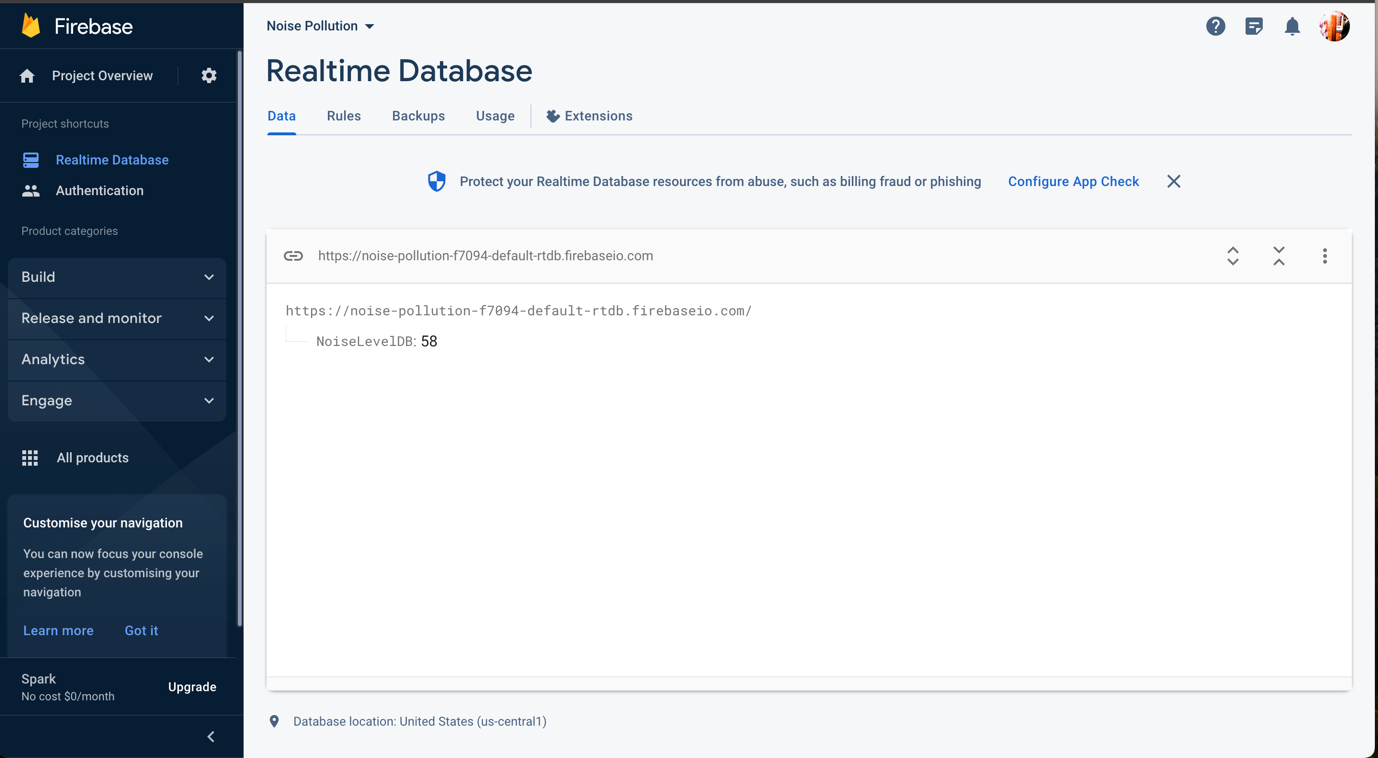 Firebase
Project Overview
Project shortcuts
Realtime Database
Authentication
Product categories
Build
Release and monitor
Analytics
Engage
All products
Customise your navigation
You can now focus your console
experience by customising your
navigation
Learn more Got it
Spark
No cost $0/month
Upgrade
Noise Pollution
Realtime Database
Data Rules Backups Usage Extensions
Protect your Realtime Database resources from abuse, such as billing fraud or phishing Configure App Check
https://noise-pollution-f7094-default-rtdb.firebaseio.com
https://noise-pollution-f7094-default-rtdb.firebaseio.com/
NoiseLevelDB: 58
Database location: United States (us-central1)